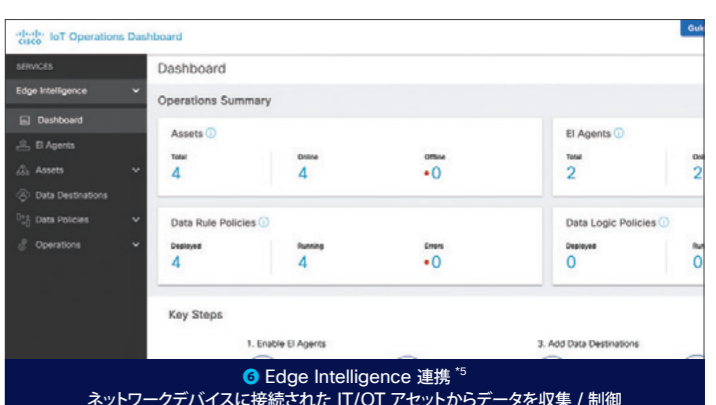 cisco IoT Operations Dashboard
SERVICES
Edge Intelligence
Dashboard
EI Agents
Assets
Data Destinations
Data Policies
Operations
Dashboard
Operations Summary
Assets
Total Online Offline
4 4 0
EI Agents
Total
2 2
Data Rule Policies
Deployed Running Errors
4 4 0
Data Logic Policies
Deployed
0 0
Key Steps
1. Enable EI Agents 3. Add Data Destinations
❻ Edge Intelligence 連携 *5
ネットワークデバイスに接続された IT/OT アセットからデータを収集 / 制御